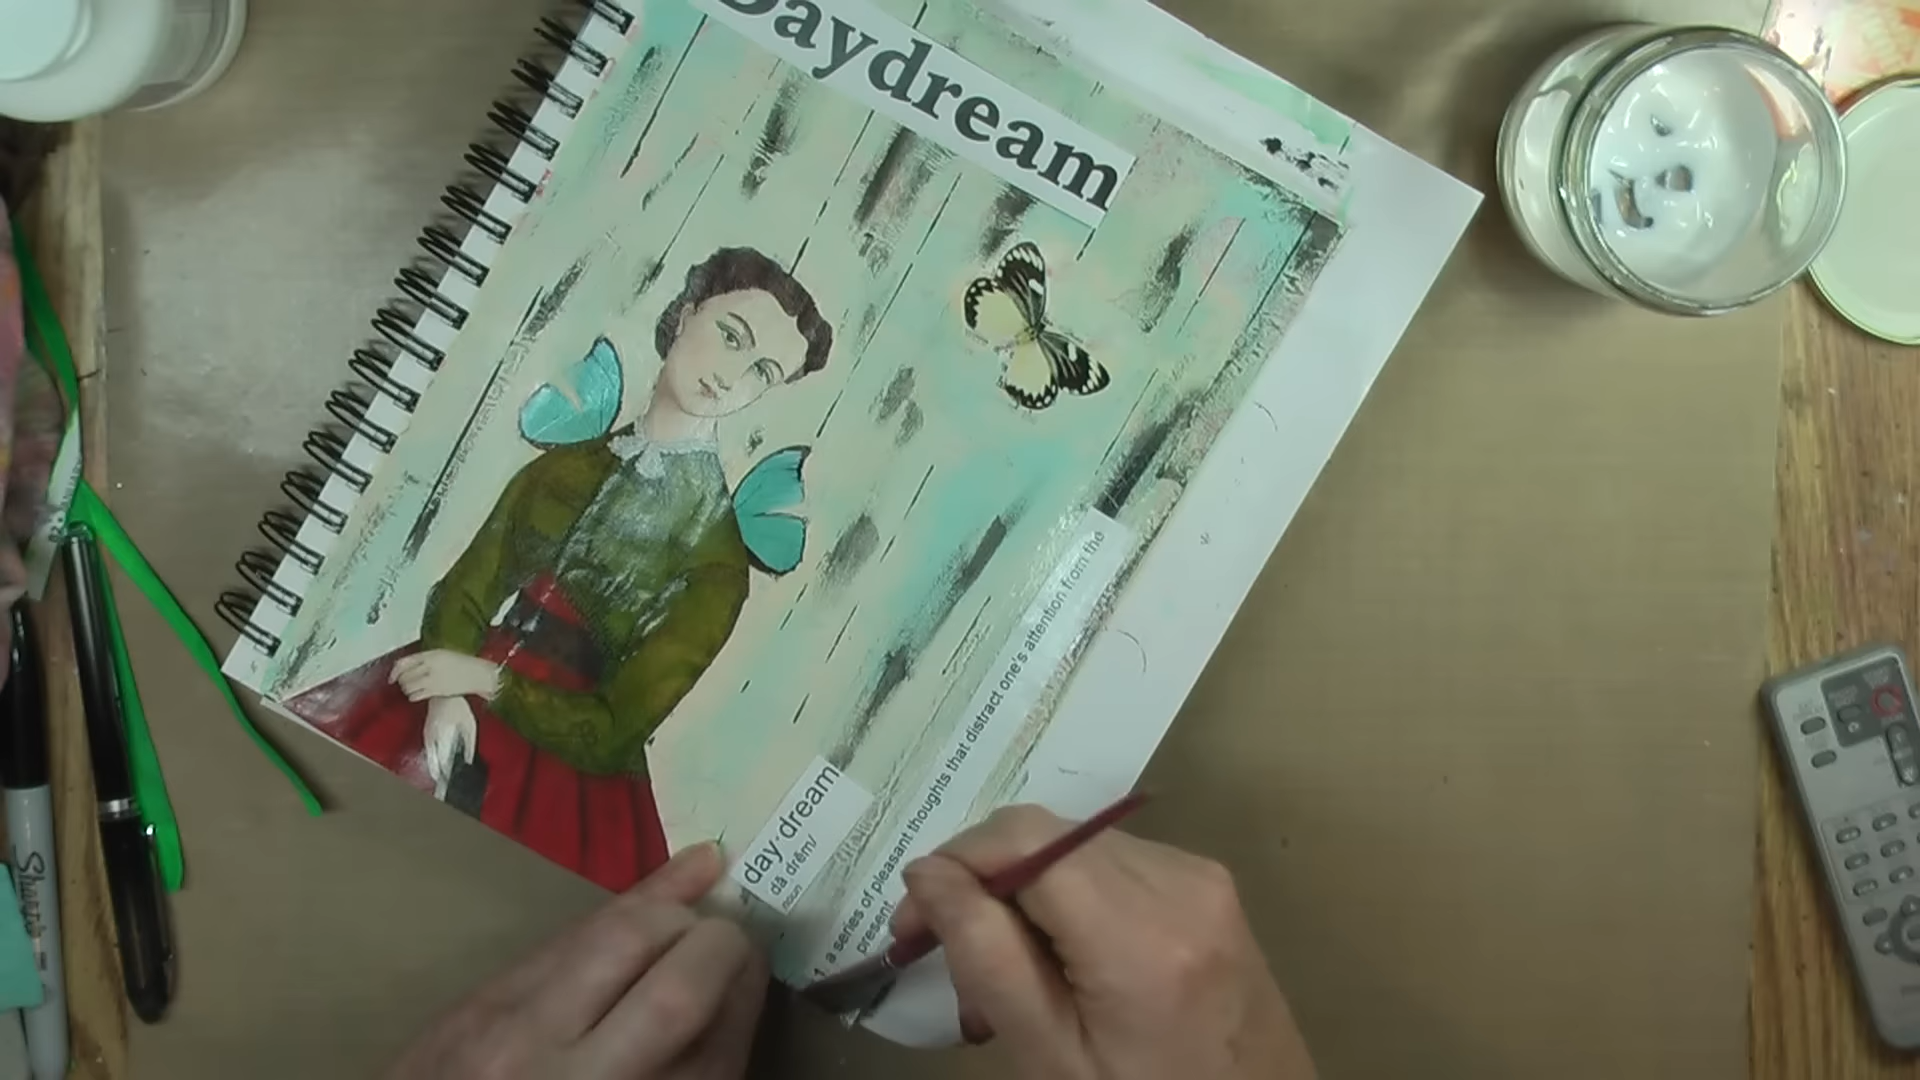 Daydream
day·dream
dā drēm/
noun
1. a series of pleasant thoughts that distract one's attention from the
present.
Sharpie